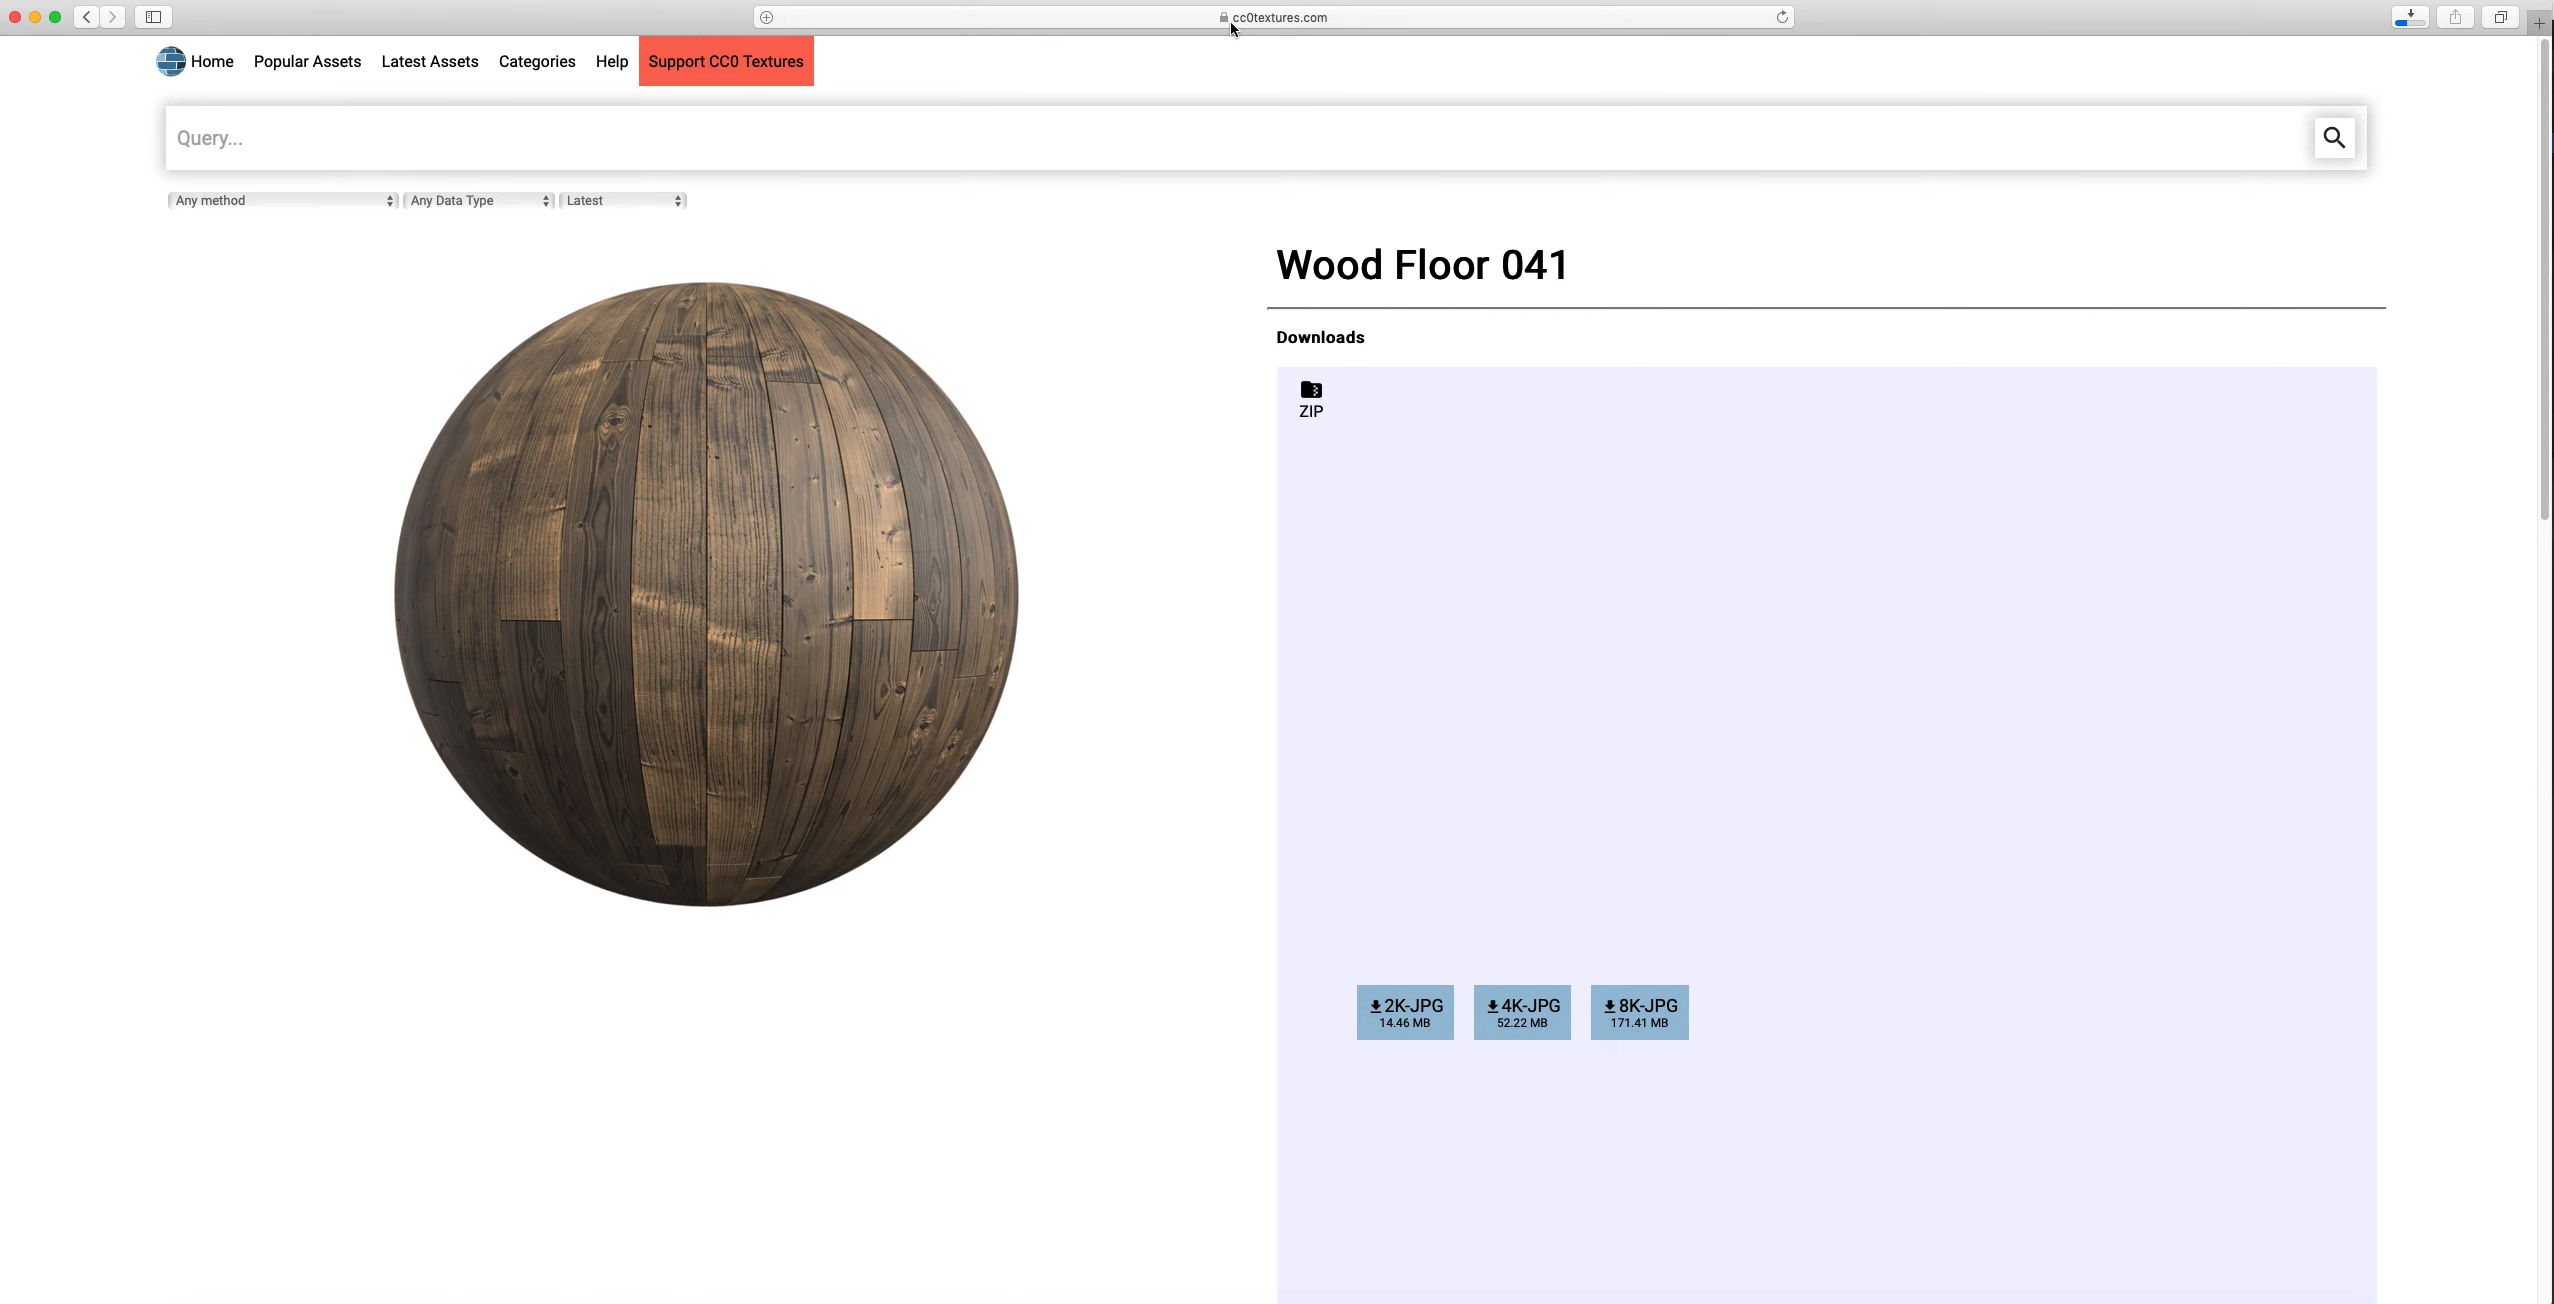 cc0textures.com
Home Popular Assets Latest Assets Categories Help Support CC0 Textures
Query...
Any method Any Data Type Latest
Wood Floor 041
Downloads
ZIP
2K-JPG 4K-JPG 8K-JPG
14.46 MB 52.22 MB 171.41 MB